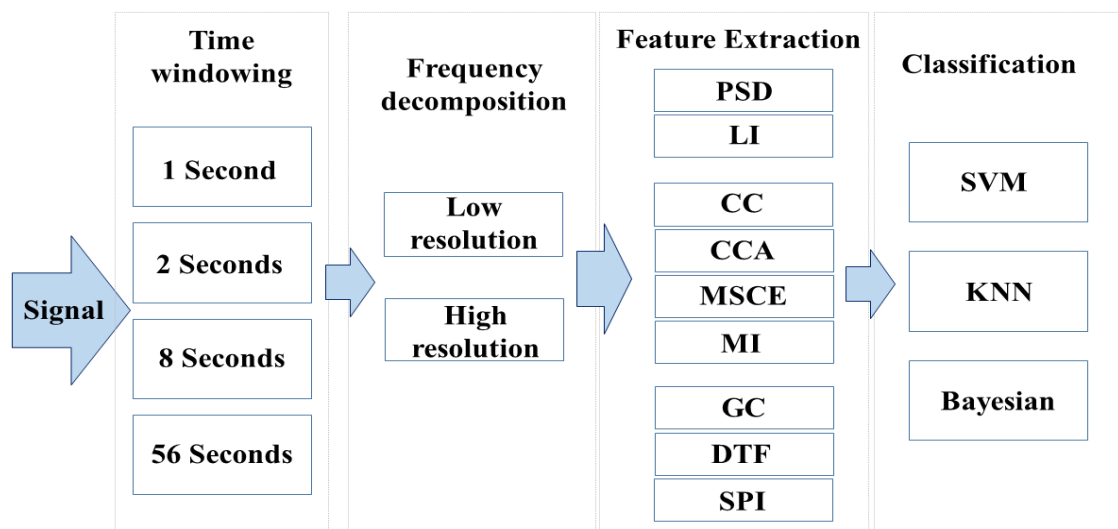 Signal
Time
windowing
1 Second
2 Seconds
8 Seconds
56 Seconds
Frequency
decomposition
Low
resolution
High
resolution
Feature Extraction
PSD
LI
CC
CCA
MSCE
MI
GC
DTF
SPI
Classification
SVM
KNN
Bayesian